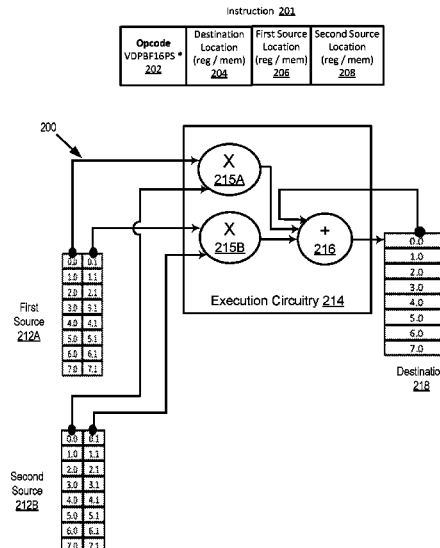 Instruction 201
Opcode
VDPBF16PS *
202
Destination
Location
(reg / mem)
204
First Source
Location
(reg / mem)
206
Second Source
Location
(reg / mem)
208
200
X
215A
X
215B
+
216
Execution Circuitry 214
First
Source
212A
0.0 0.1
1.0 1.1
2.0 2.1
3.0 3.1
4.0 4.1
5.0 5.1
6.0 6.1
7.0 7.1
0.0
1.0
2.0
3.0
4.0
5.0
6.0
7.0
Destination
218
Second
Source
212B
0.0 0.1
1.0 1.1
2.0 2.1
3.0 3.1
4.0 4.1
5.0 5.1
6.0 6.1
7.0 7.1